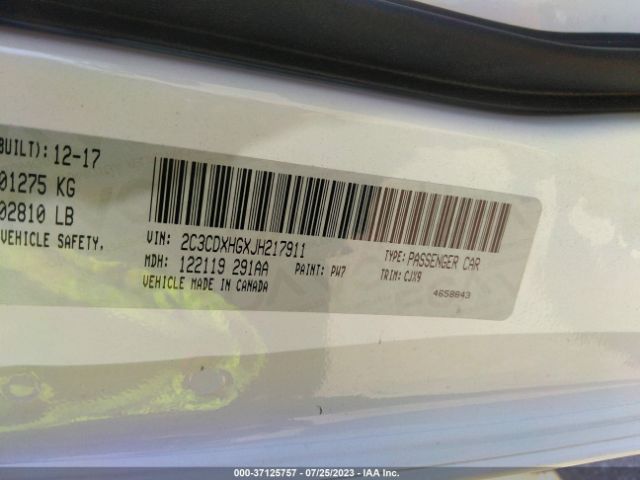 BUILT): 12-17
01275 KG
02810 LB
VEHICLE SAFETY,
VIN: 2C3CDXHGXJH217911
TYPE: PASSENGER CAR
MDH: 122119 291AA PAINT: PW7 TRIM: CJX9
VEHICLE MADE IN CANADA
4658843
000-37125757 - 07/25/2023 - © IAA Inc.